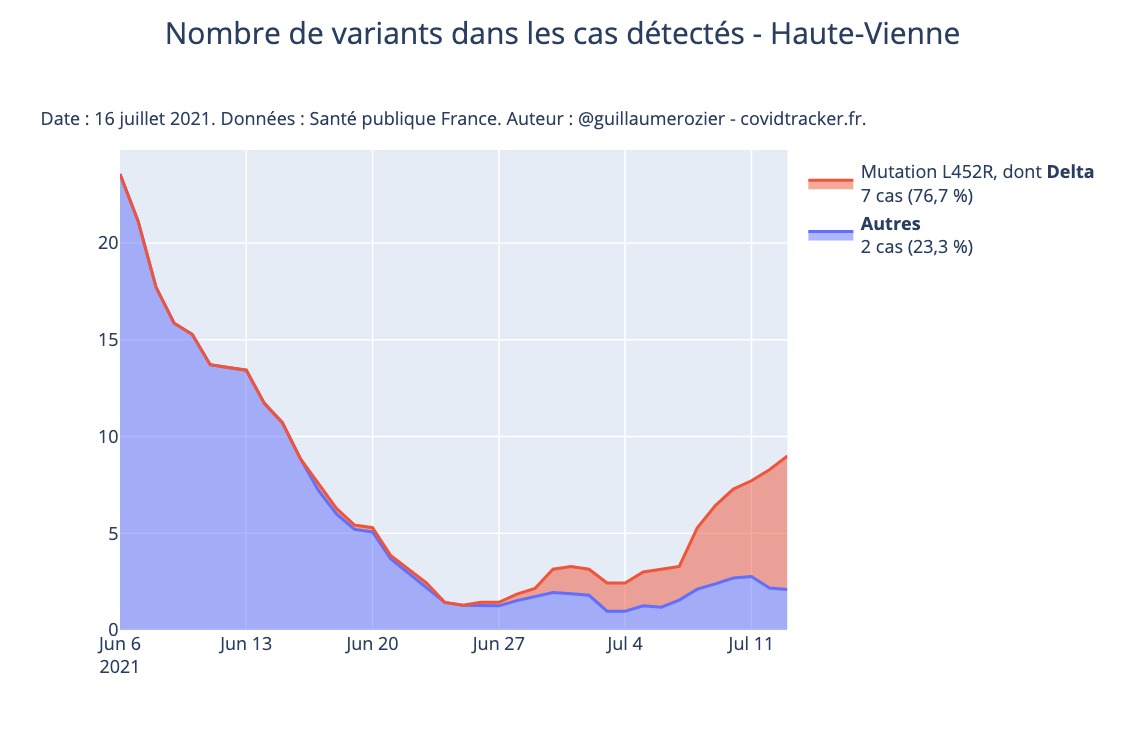 Nombre de variants dans les cas détectés - Haute-Vienne
Date : 16 juillet 2021. Données : Santé publique France. Auteur : @guillaumerozier - covidtracker.fr.
Mutation L452R, dont Delta
7 cas (76,7 %)
Autres
2 cas (23,3 %)
20
15
10
5
0
Jun 6
2021
Jun 13
Jun 20
Jun 27
Jul 4
Jul 11